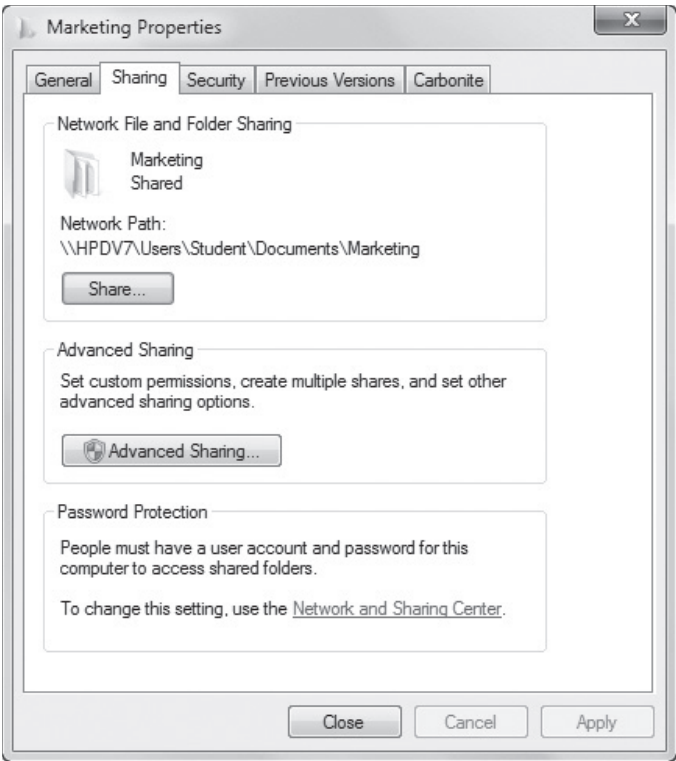 Marketing Properties
X
General Sharing Security Previous Versions Carbonite
Network File and Folder Sharing
Marketing
Shared
Network Path:
\\HPDV7\Users\Student\Documents\Marketing
Share...
Advanced Sharing
Set custom permissions, create multiple shares, and set other
advanced sharing options.
Advanced Sharing...
Password Protection
People must have a user account and password for this
computer to access shared folders.
To change this setting, use the Network and Sharing Center.
Close Cancel Apply